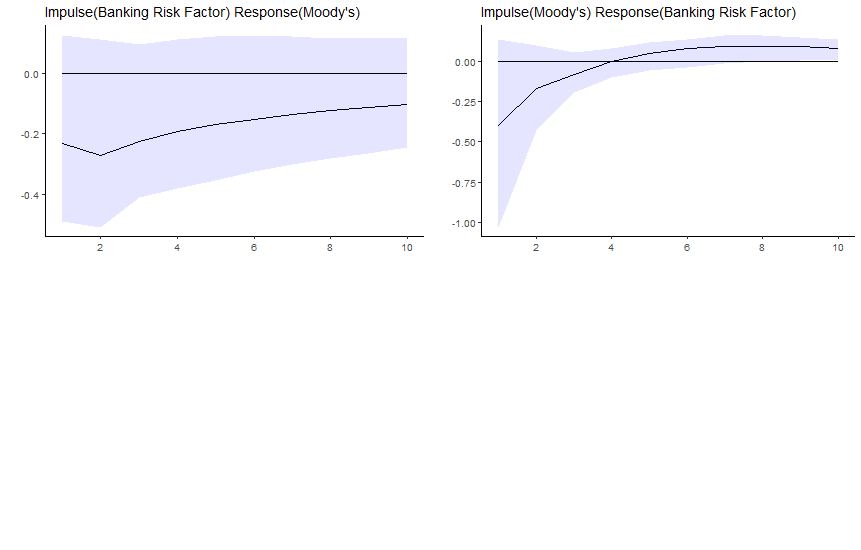 Impulse(Banking Risk Factor) Response(Moody's)
0.0
-0.2
-0.4
2 4 6 8 10
Impulse(Moody's) Response(Banking Risk Factor)
0.00
-0.25
-0.50
-0.75
-1.00
2 4 6 8 10